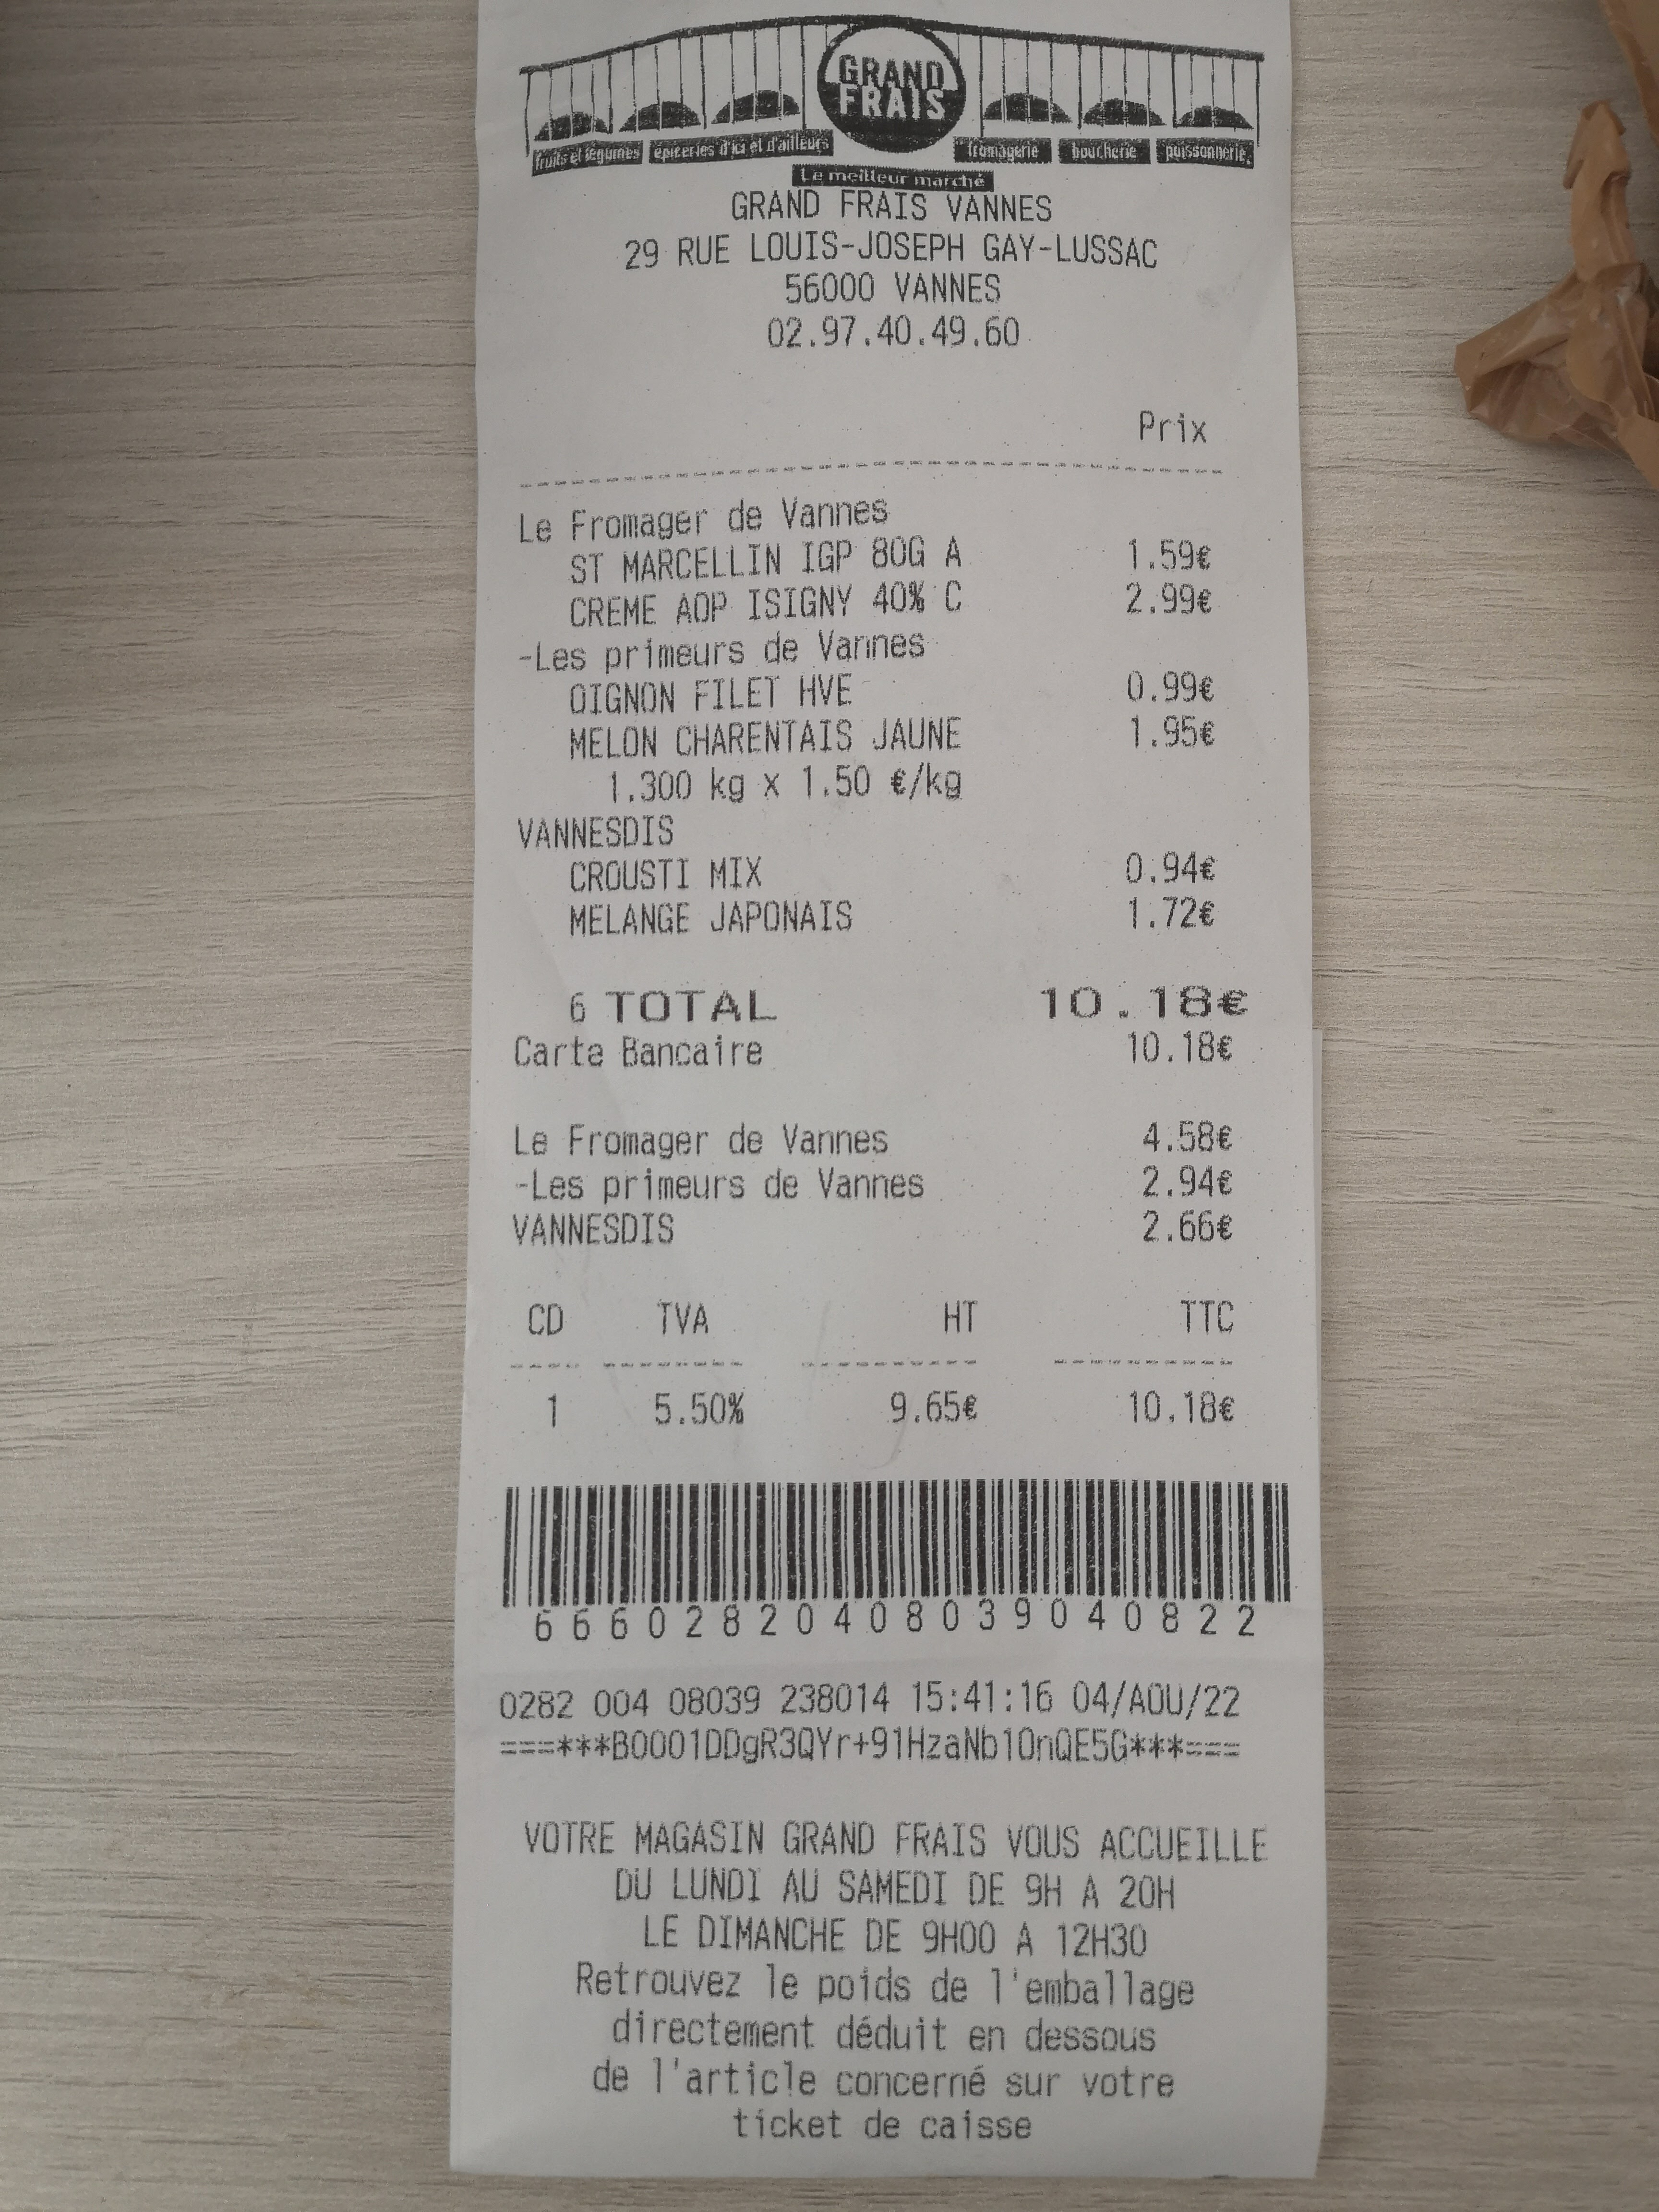 GRAND
FRAIS
fruits et légumes épiceries d'ici et d'ailleurs fromagerie boucherie poissonnerie
Le meilleur marché
GRAND FRAIS VANNES
29 RUE LOUIS-JOSEPH GAY-LUSSAC
56000 VANNES
02.97.40.49.60
Prix
Le Fromager de Vannes
ST MARCELLIN IGP 80G A 1.59€
CREME AOP ISIGNY 40% C 2.99€
-Les primeurs de Vannes
OIGNON FILET HVE 0.99€
MELON CHARENTAIS JAUNE 1.95€
1.300 kg x 1.50 €/kg
VANNESDIS
CROUSTI MIX 0.94€
MELANGE JAPONAIS 1.72€
6 TOTAL 10.18€
Carte Bancaire 10.18€
Le Fromager de Vannes 4.58€
-Les primeurs de Vannes 2.94€
VANNESDIS 2.66€
CD TVA HT TTC
1 5.50% 9.65€ 10.18€
66602820408039040822
0282 004 08039 238014 15:41:16 04/AOU/22
===***B0001DDgR3QYr+91HzaNb10nQE5G***===
VOTRE MAGASIN GRAND FRAIS VOUS ACCUEILLE
DU LUNDI AU SAMEDI DE 9H A 20H
LE DIMANCHE DE 9H00 A 12H30
Retrouvez le poids de l'emballage
directement déduit en dessous
de l'article concerné sur votre
ticket de caisse